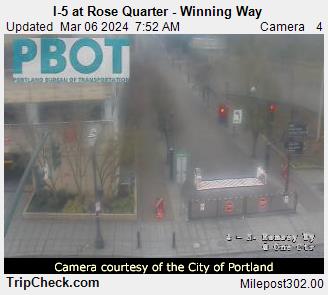 I-5 at Rose Quarter - Winning Way
Updated Mar 06 2024 7:52 AM Camera 4
PBOT
PORTLAND BUREAU OF TRANSPORTATION
Camera courtesy of the City of Portland
TripCheck.com Milepost302.00